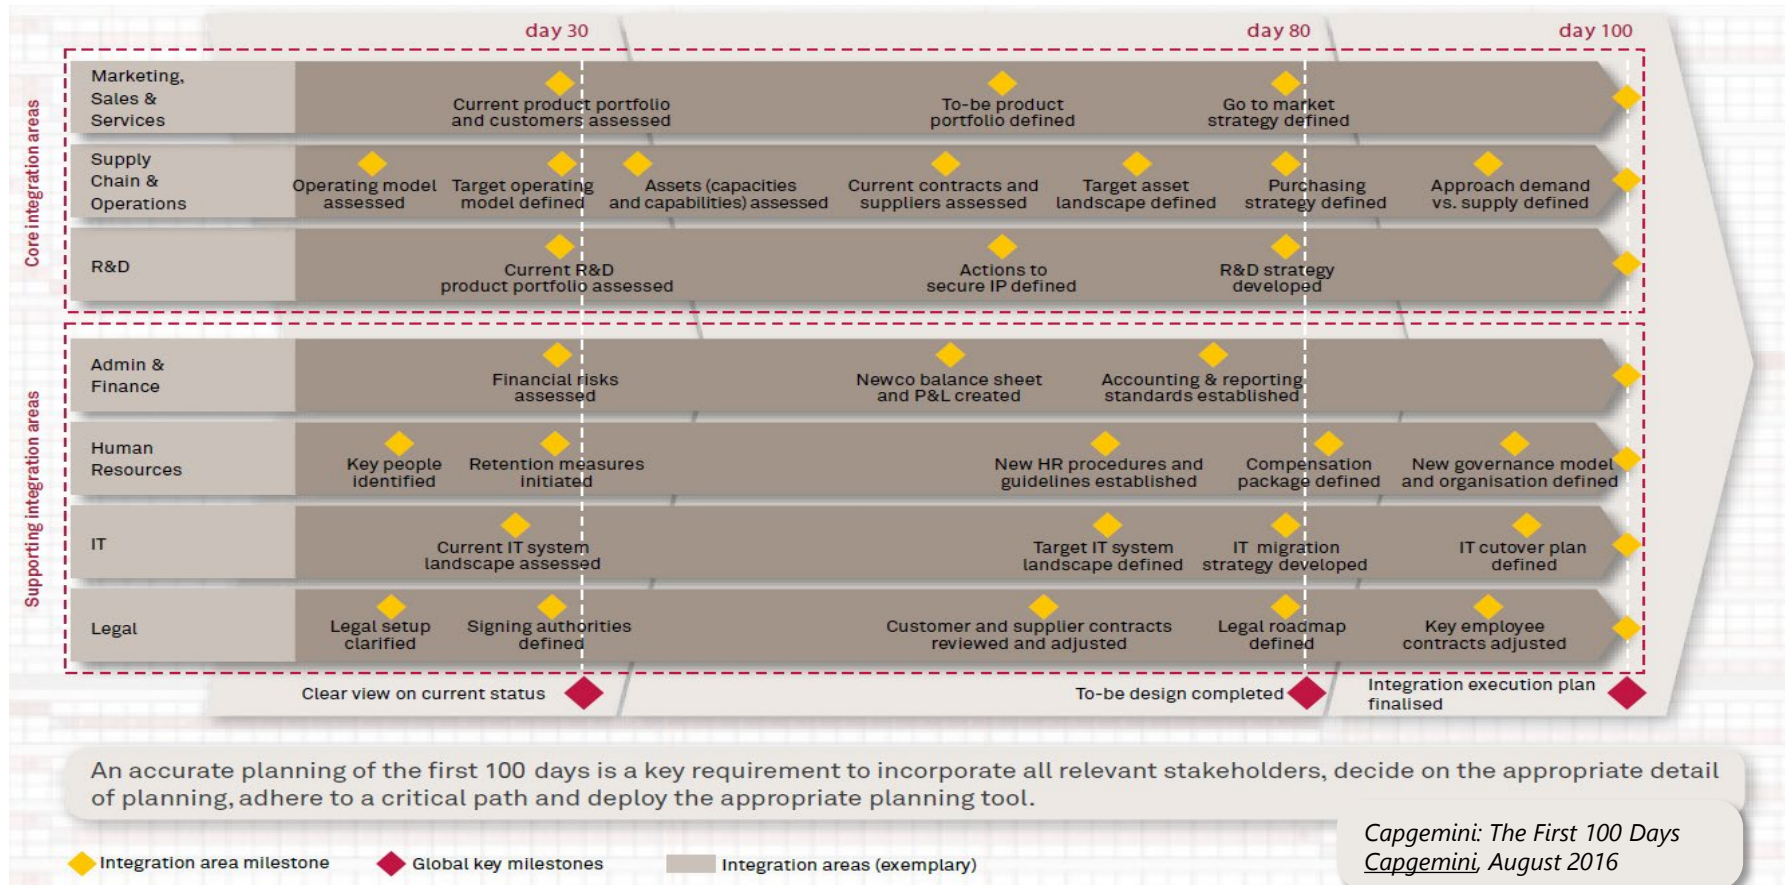 day 30
day 80
day 100
Core integration areas
Marketing,
Sales &
Services
Current product portfolio
and customers assessed
To-be product
portfolio defined
Go to market
strategy defined
Supply
Chain &
Operations
Operating model
assessed
Target operating
model defined
Assets (capacities
and capabilities) assessed
Current contracts and
suppliers assessed
Target asset
landscape defined
Purchasing
strategy defined
Approach demand
vs. supply defined
R&D
Current R&D
product portfolio assessed
Actions to
secure IP defined
R&D strategy
developed
Supporting integration areas
Admin &
Finance
Financial risks
assessed
Newco balance sheet
and P&L created
Accounting & reporting
standards established
Human
Resources
Key people
identified
Retention measures
initiated
New HR procedures and
guidelines established
Compensation
package defined
New governance model
and organisation defined
IT
Current IT system
landscape assessed
Target IT system
landscape defined
IT migration
strategy developed
IT cutover plan
defined
Legal
Legal setup
clarified
Signing authorities
defined
Customer and supplier contracts
reviewed and adjusted
Legal roadmap
defined
Key employee
contracts adjusted
Clear view on current status
To-be design completed
Integration execution plan
finalised
An accurate planning of the first 100 days is a key requirement to incorporate all relevant stakeholders, decide on the appropriate detail
of planning, adhere to a critical path and deploy the appropriate planning tool.
Integration area milestone
Global key milestones
Integration areas (exemplary)
Capgemini: The First 100 Days
Capgemini, August 2016